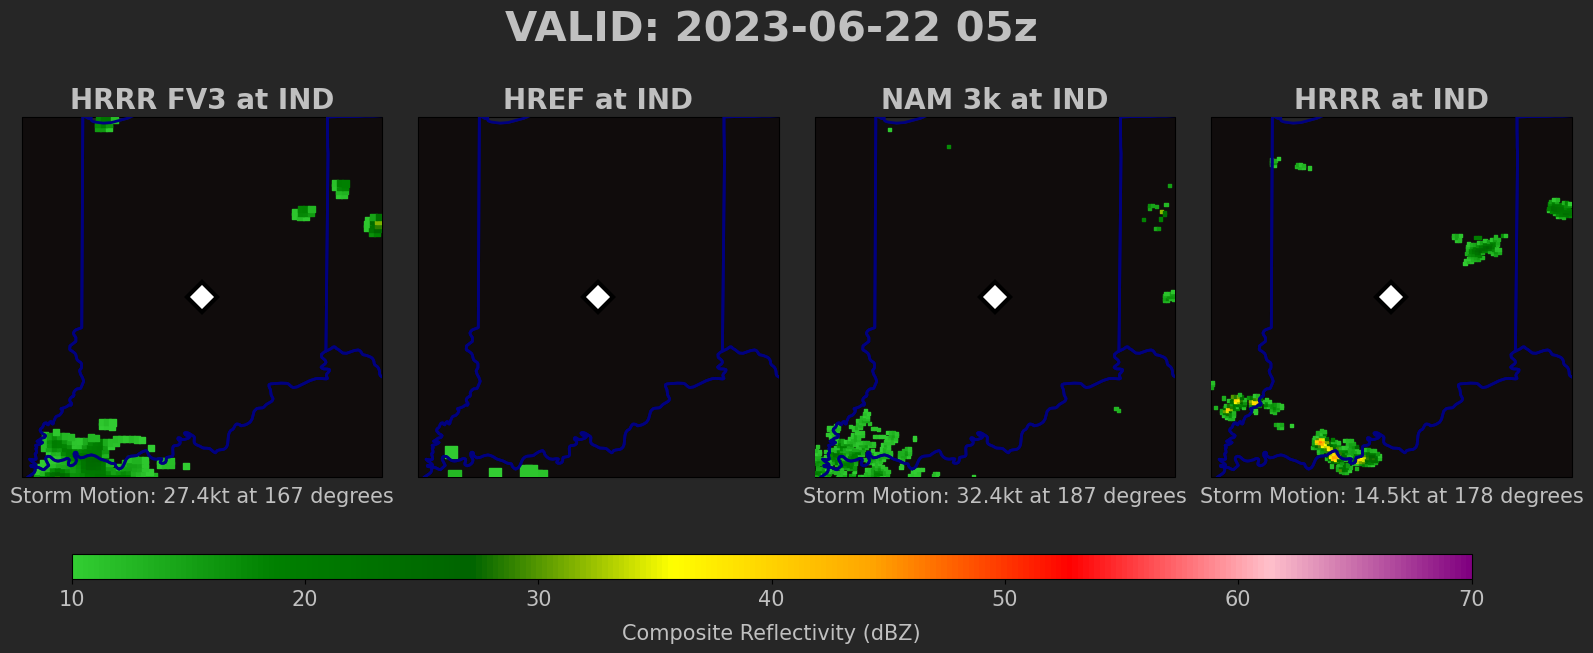 VALID: 2023-06-22 05z
HRRR FV3 at IND
HREF at IND
NAM 3k at IND
HRRR at IND
Storm Motion: 27.4kt at 167 degrees
Storm Motion: 32.4kt at 187 degrees
Storm Motion: 14.5kt at 178 degrees
10 20 30 40 50 60 70
Composite Reflectivity (dBZ)